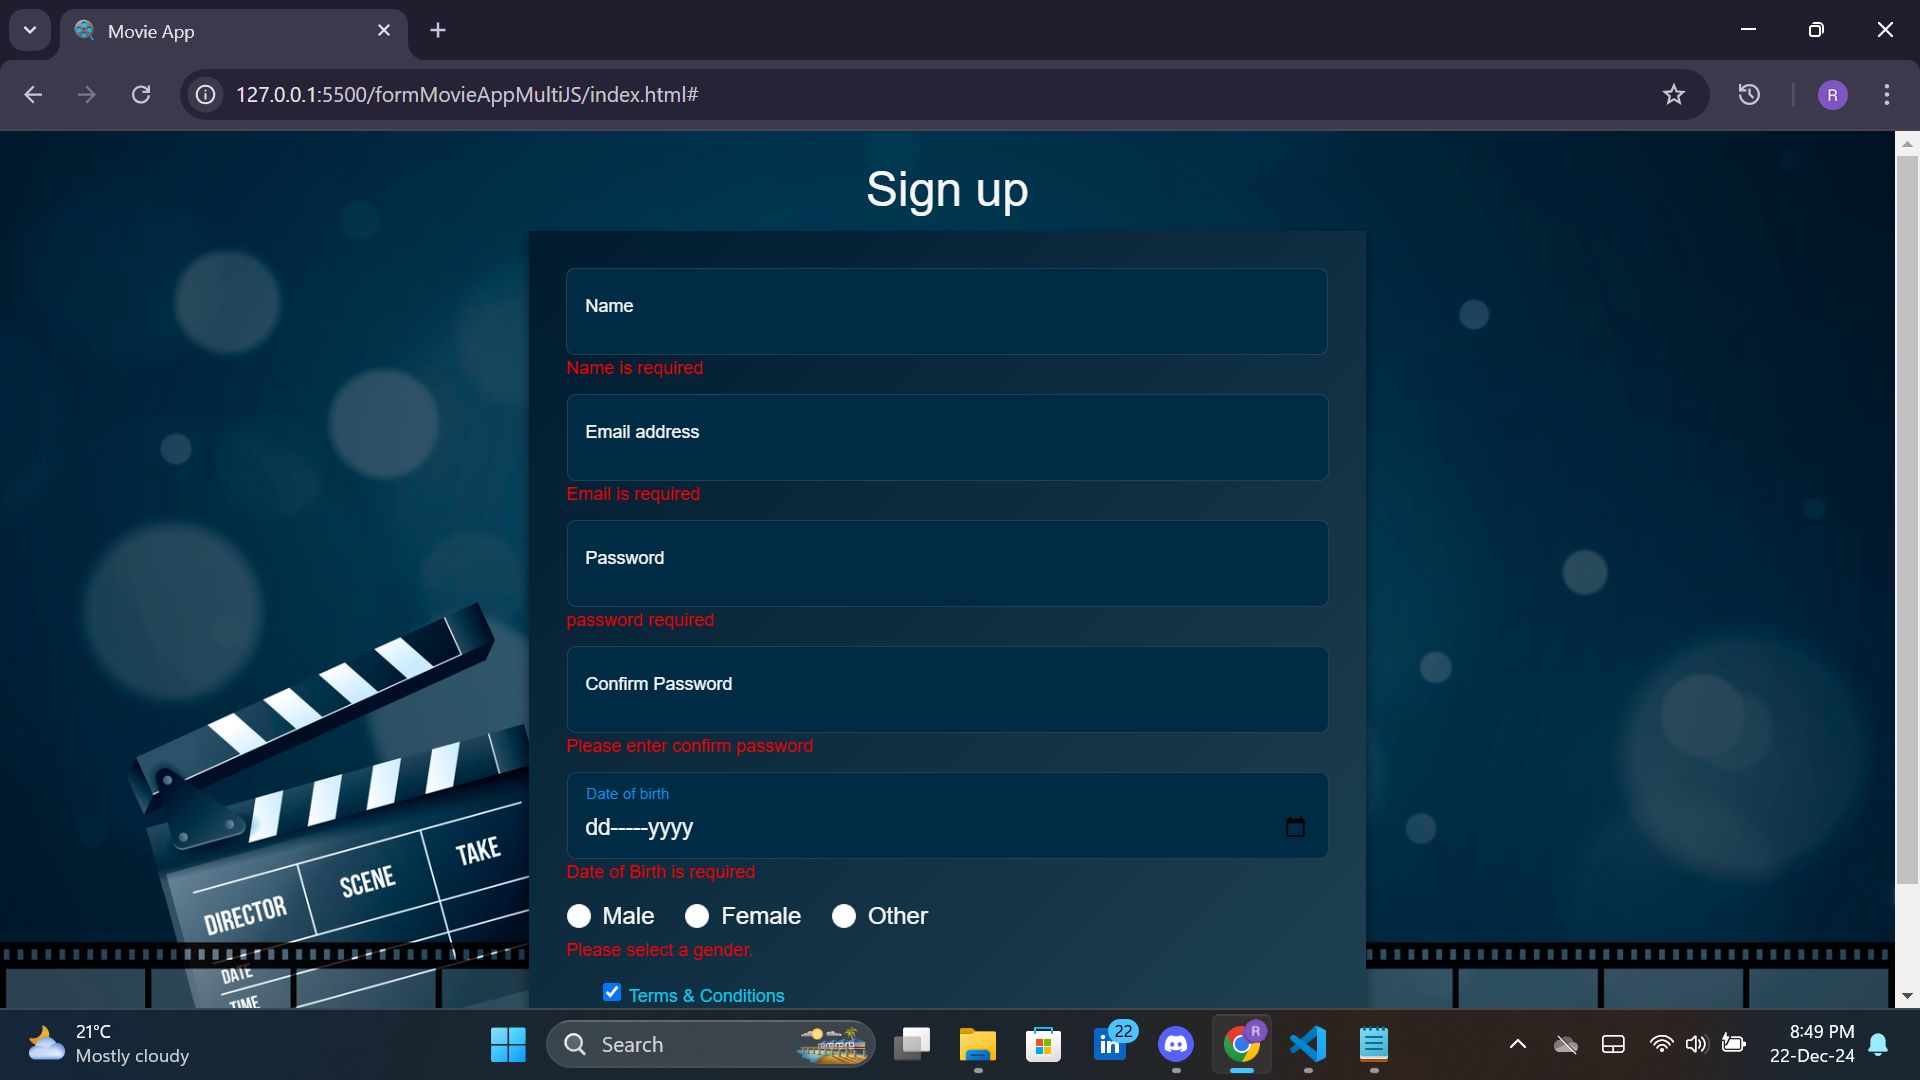 Movie App
127.0.0.1:5500/formMovieAppMultiJS/index.html#
R
Sign up
Name
Name is required
Email address
Email is required
Password
password required
Confirm Password
Please enter confirm password
Date of birth
dd-----yyyy
Date of Birth is required
Male Female Other
Please select a gender.
Terms & Conditions
DIRECTOR SCENE TAKE
DATE
TIME
21°C
Mostly cloudy
Search
22
R
8:49 PM
22-Dec-24